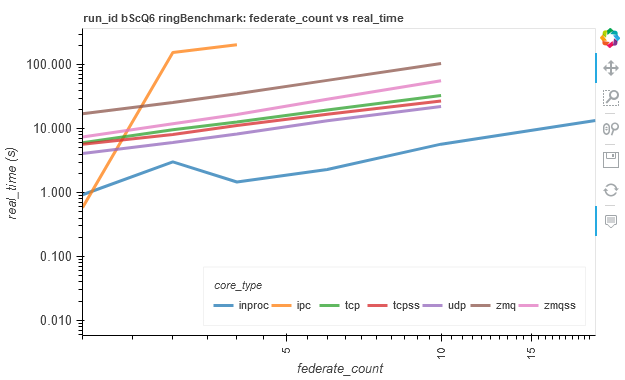 run_id bScQ6 ringBenchmark: federate_count vs real_time
100.000
10.000
1.000
0.100
0.010
real_time (s)
core_type
inproc ipc tcp tcpss udp zmq zmqss
5 10 15
federate_count